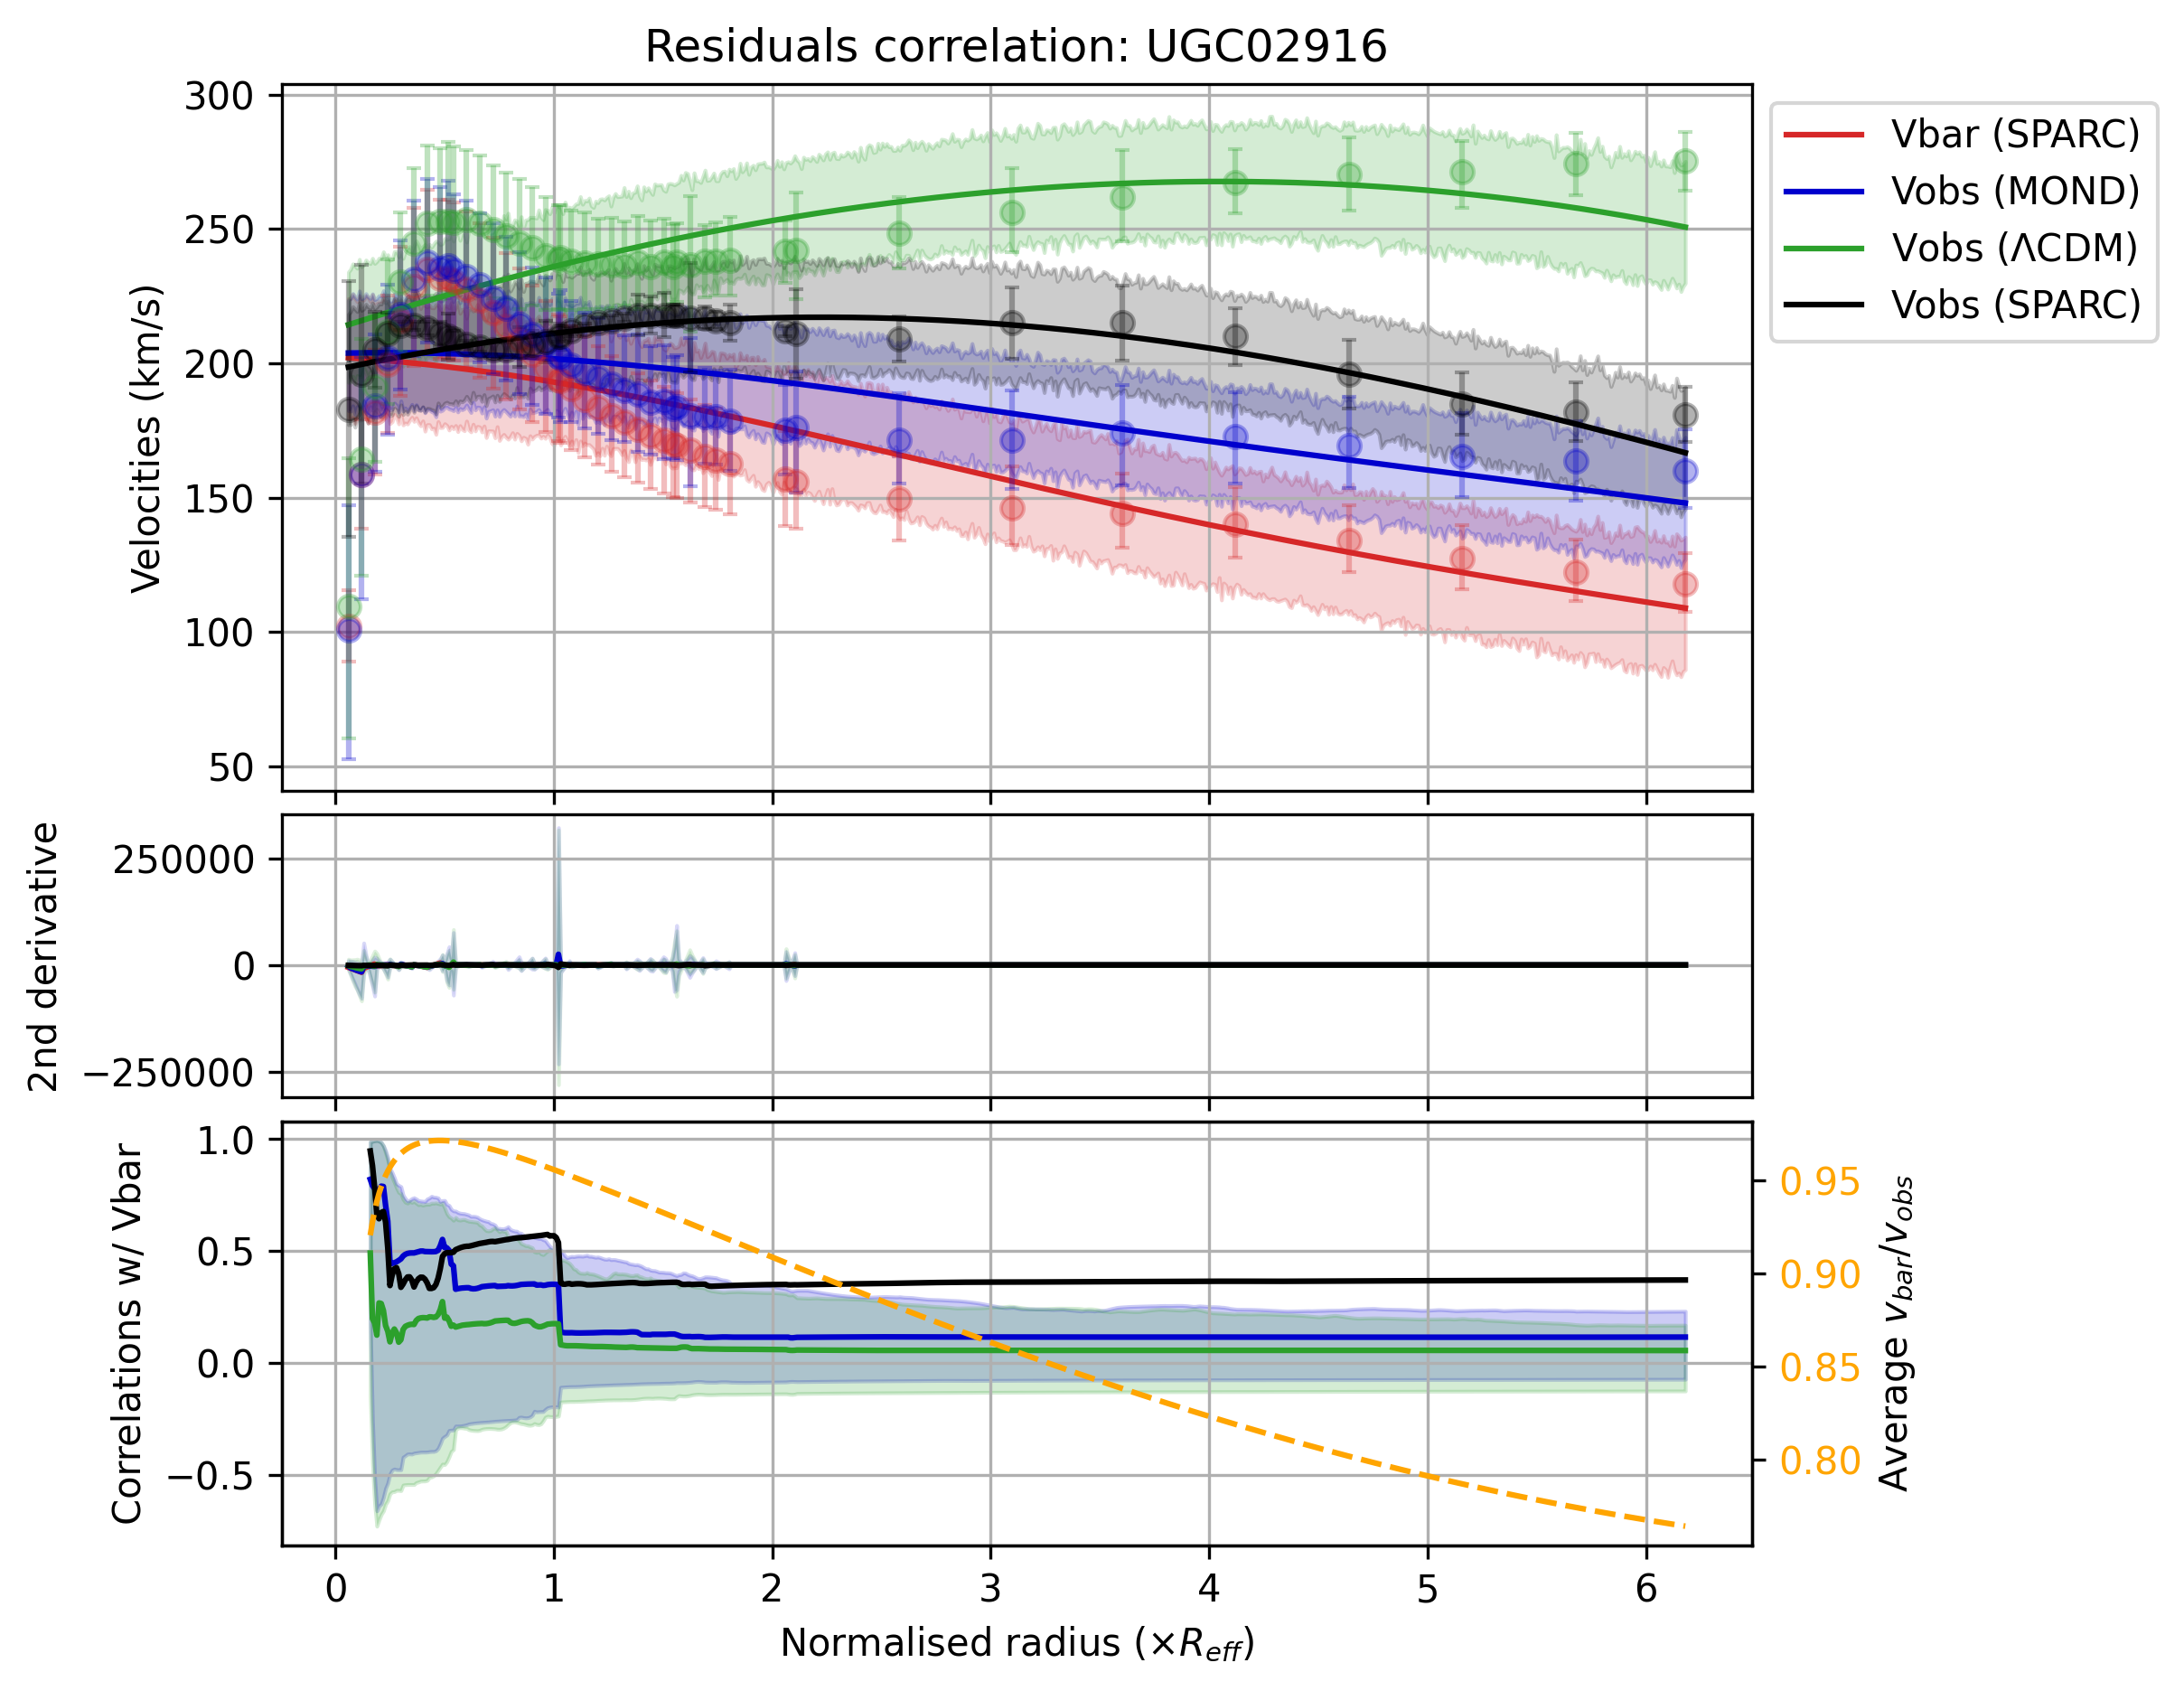 Residuals correlation: UGC02916
300
250
200
150
100
50
Velocities (km/s)
Vbar (SPARC)
Vobs (MOND)
Vobs (ΛCDM)
Vobs (SPARC)
250000
0
−250000
2nd derivative
1.0
0.5
0.0
−0.5
Correlations w/ Vbar
0.95
0.90
0.85
0.80
Average v_bar/v_obs
0 1 2 3 4 5 6
Normalised radius (×R_eff)